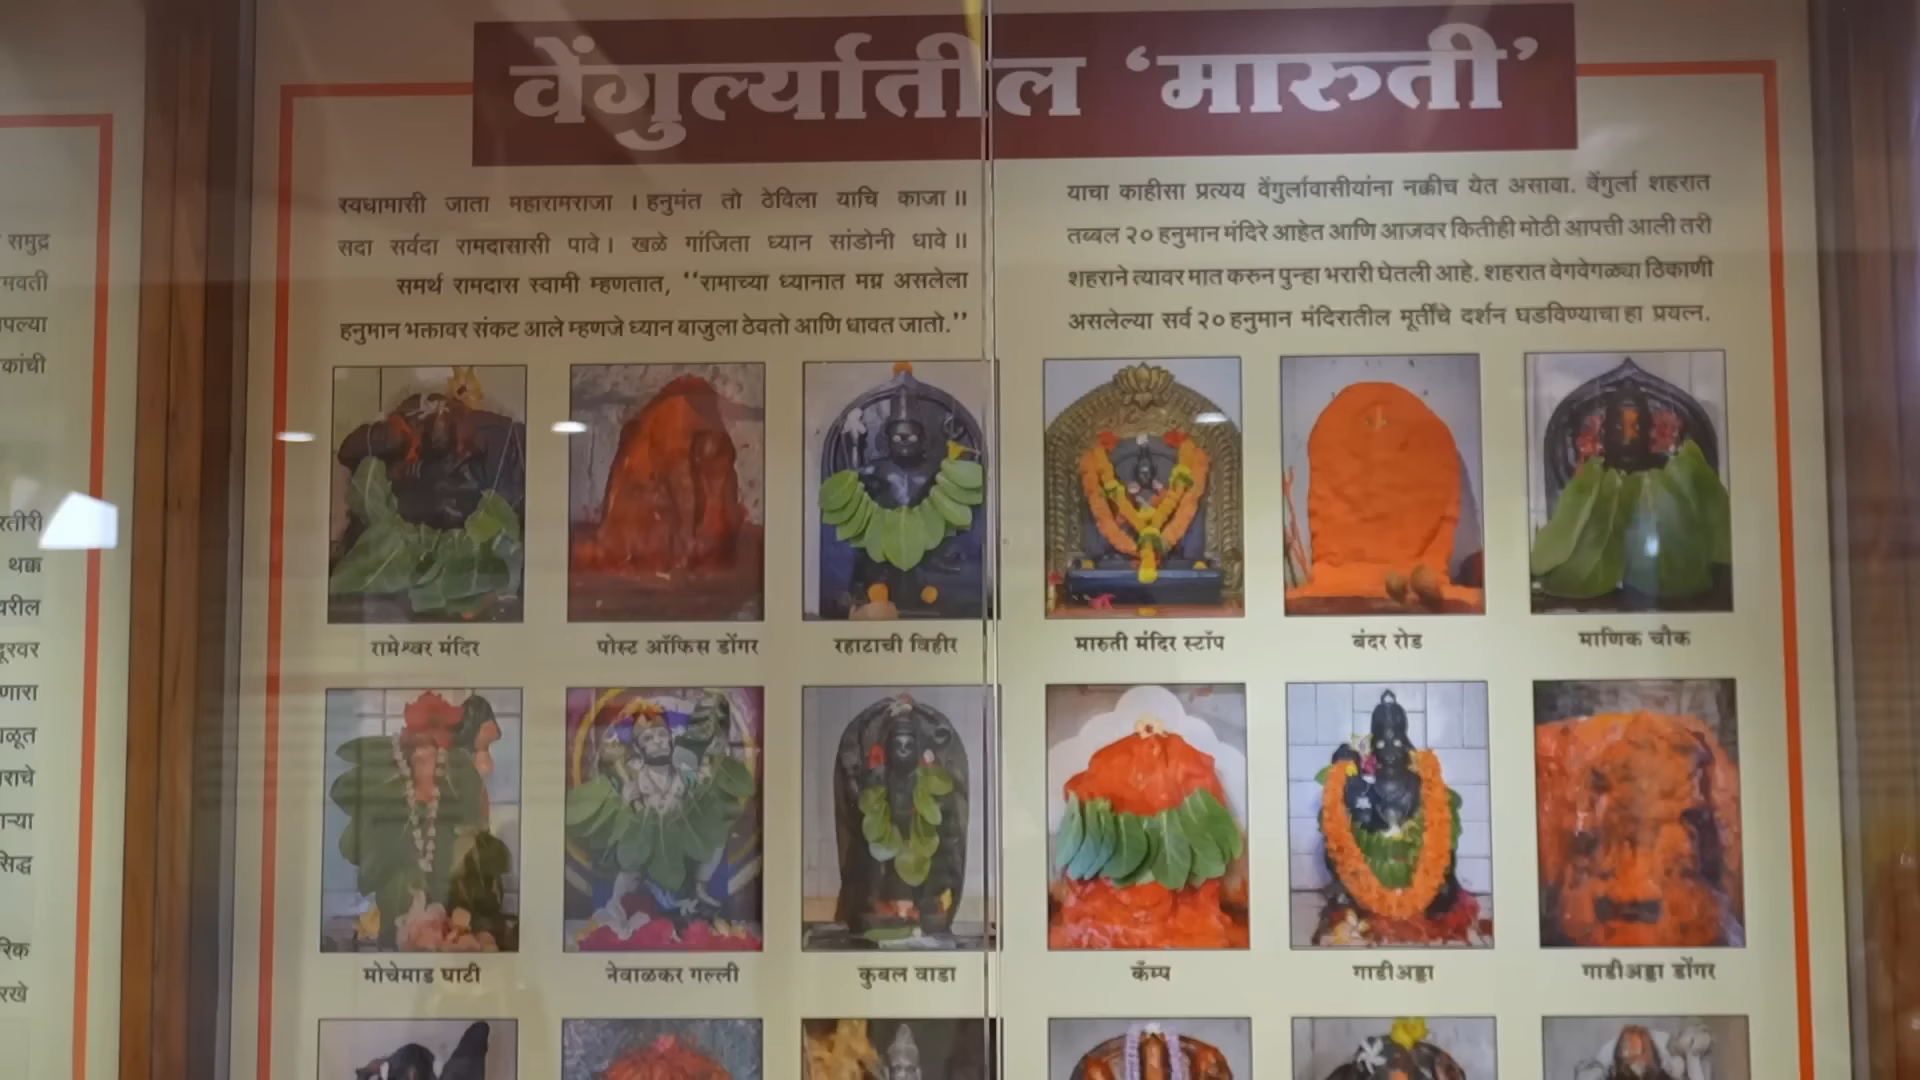 वेंगुर्ल्यातील ‘मारुती’
स्वधामासी जाता महारामराजा । हनुमंत तो ठेविला याचि काजा ॥
सदा सर्वदा रामदासासी पावे । खळे गांजिता ध्यान सांडोनी धावे ॥
समर्थ रामदास स्वामी म्हणतात, ‘‘रामाच्या ध्यानात मग्न असलेला
हनुमान भक्तावर संकट आले म्हणजे ध्यान बाजुला ठेवतो आणि धावत जातो.’’
याचा काहीसा प्रत्यय वेंगुर्लावासीयांना नक्कीच येत असावा. वेंगुर्ला शहरात
तब्बल २० हनुमान मंदिरे आहेत आणि आजवर कितीही मोठी आपत्ती आली तरी
शहराने त्यावर मात करुन पुन्हा भरारी घेतली आहे. शहरात वेगवेगळ्या ठिकाणी
असलेल्या सर्व २० हनुमान मंदिरातील मूर्तींचे दर्शन घडविण्याचा हा प्रयत्न.
रामेश्वर मंदिर
पोस्ट ऑफिस डोंगर
रहाटाची विहीर
मारुती मंदिर स्टॉप
बंदर रोड
माणिक चौक
मोचेमाड घाटी
नेवाळकर गल्ली
कुबल वाडा
कॅम्प
गाडीअड्डा
गाडीअड्डा डोंगर
समुद्र
थक्क